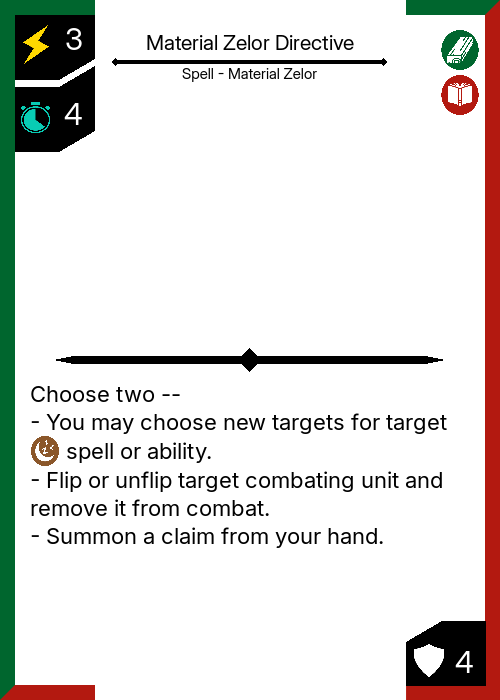 3
Material Zelor Directive
Spell - Material Zelor
4
Choose two --
- You may choose new targets for target
spell or ability.
- Flip or unflip target combating unit and
remove it from combat.
- Summon a claim from your hand.
4